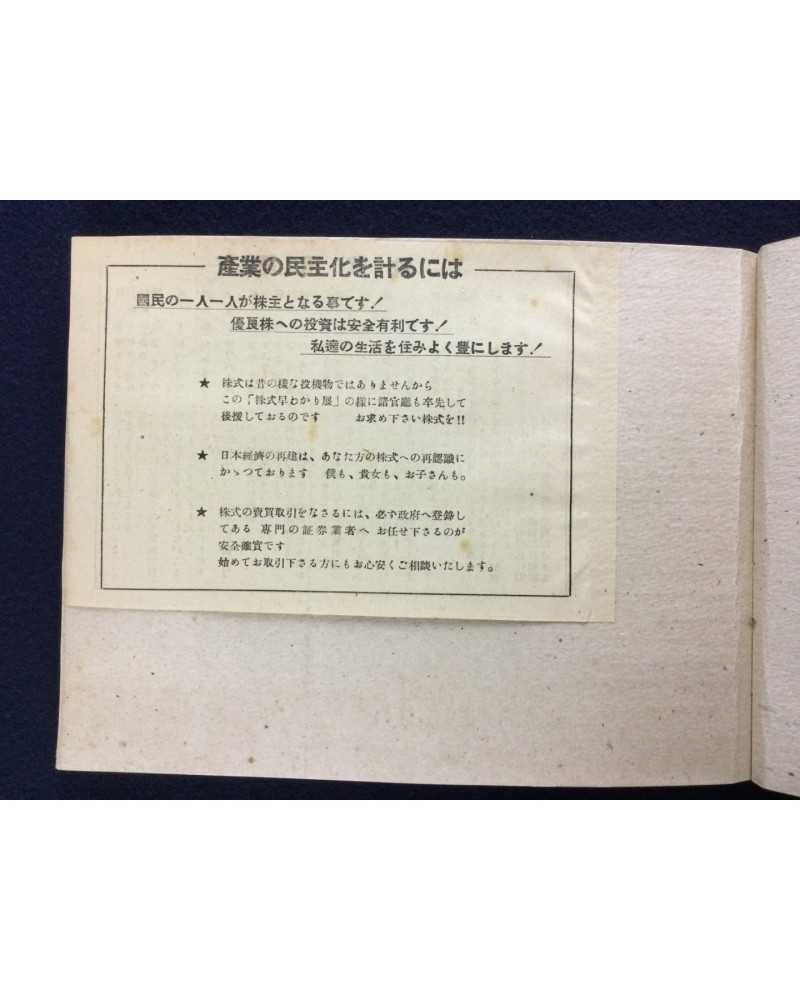 產業の民主化を計るには
國民の一人一人が株主となる事です!
優良株への投資は安全有利です!
私達の生活を住みよく豊にします!
★ 株式は昔の樣な投機物ではありませんから
この「株式早わかり展」の樣に諸官廳も卒先して
後援しておるのです お求め下さい株式を!!
★ 日本経濟の再建は、あなた方の株式への再認識に
かゝつております 僕も、貴女も、お子さんも。
★ 株式の賣買取引をなさるには、必ず政府へ登錄し
てある 専門の証券業者へ お任せ下さるのが
安全確実です
始めてお取引下さる方にもお心安くご相談いたします。